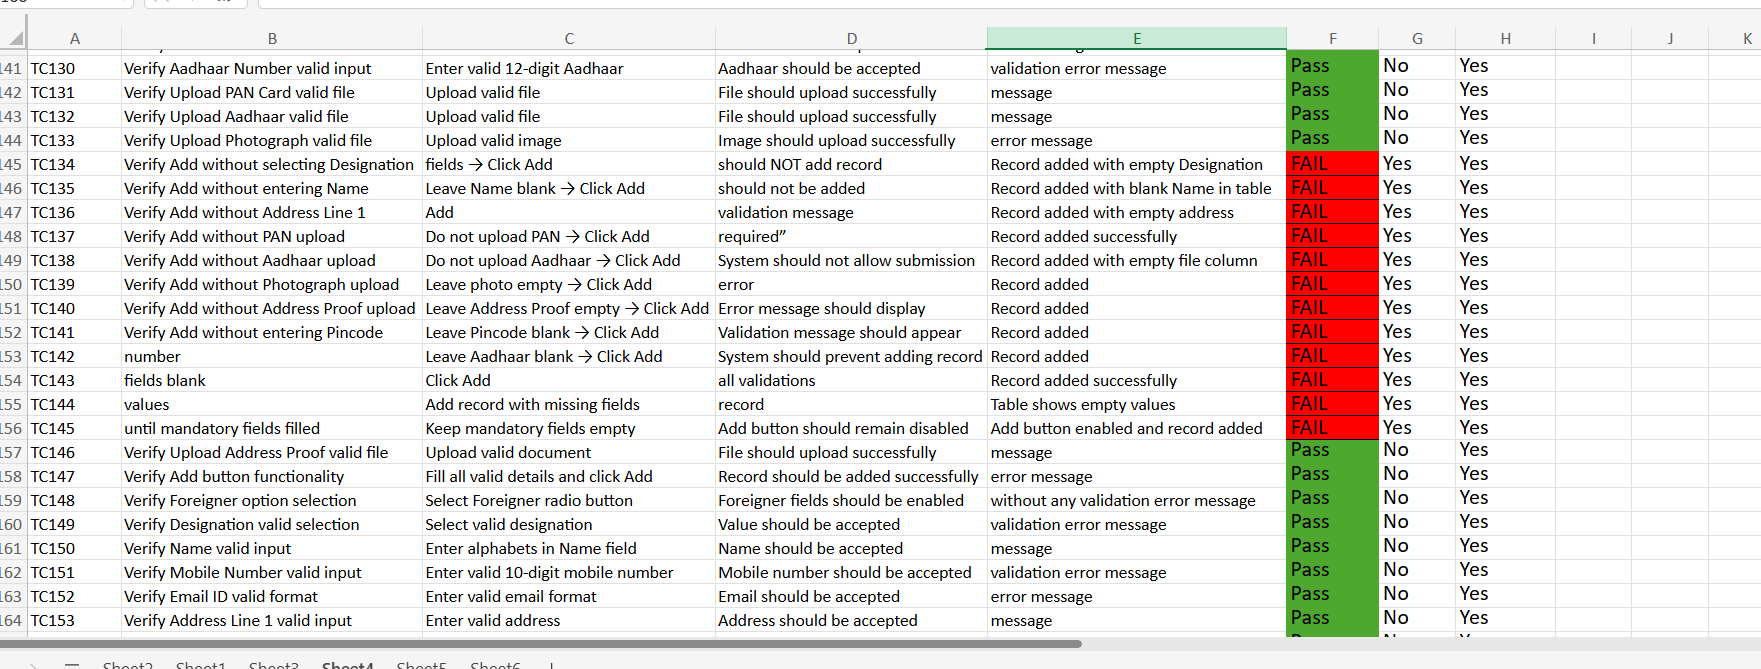 A B C D E F G H I J K
141 TC130 Verify Aadhaar Number valid input Enter valid 12-digit Aadhaar Aadhaar should be accepted validation error message Pass No Yes
142 TC131 Verify Upload PAN Card valid file Upload valid file File should upload successfully message Pass No Yes
143 TC132 Verify Upload Aadhaar valid file Upload valid file File should upload successfully message Pass No Yes
144 TC133 Verify Upload Photograph valid file Upload valid image Image should upload successfully error message Pass No Yes
145 TC134 Verify Add without selecting Designation fields → Click Add should NOT add record Record added with empty Designation FAIL Yes Yes
146 TC135 Verify Add without entering Name Leave Name blank → Click Add should not be added Record added with blank Name in table FAIL Yes Yes
147 TC136 Verify Add without Address Line 1 Add validation message Record added with empty address FAIL Yes Yes
148 TC137 Verify Add without PAN upload Do not upload PAN → Click Add required” Record added successfully FAIL Yes Yes
149 TC138 Verify Add without Aadhaar upload Do not upload Aadhaar → Click Add System should not allow submission Record added with empty file column FAIL Yes Yes
150 TC139 Verify Add without Photograph upload Leave photo empty → Click Add error Record added FAIL Yes Yes
151 TC140 Verify Add without Address Proof upload Leave Address Proof empty → Click Add Error message should display Record added FAIL Yes Yes
152 TC141 Verify Add without entering Pincode Leave Pincode blank → Click Add Validation message should appear Record added FAIL Yes Yes
153 TC142 number Leave Aadhaar blank → Click Add System should prevent adding record Record added FAIL Yes Yes
154 TC143 fields blank Click Add all validations Record added successfully FAIL Yes Yes
155 TC144 values Add record with missing fields record Table shows empty values FAIL Yes Yes
156 TC145 until mandatory fields filled Keep mandatory fields empty Add button should remain disabled Add button enabled and record added FAIL Yes Yes
157 TC146 Verify Upload Address Proof valid file Upload valid document File should upload successfully message Pass No Yes
158 TC147 Verify Add button functionality Fill all valid details and click Add Record should be added successfully error message Pass No Yes
159 TC148 Verify Foreigner option selection Select Foreigner radio button Foreigner fields should be enabled without any validation error message Pass No Yes
160 TC149 Verify Designation valid selection Select valid designation Value should be accepted validation error message Pass No Yes
161 TC150 Verify Name valid input Enter alphabets in Name field Name should be accepted message Pass No Yes
162 TC151 Verify Mobile Number valid input Enter valid 10-digit mobile number Mobile number should be accepted validation error message Pass No Yes
163 TC152 Verify Email ID valid format Enter valid email format Email should be accepted error message Pass No Yes
164 TC153 Verify Address Line 1 valid input Enter valid address Address should be accepted message Pass No Yes
Sheet2 Sheet1 Sheet3 Sheet4 Sheet5 Sheet6